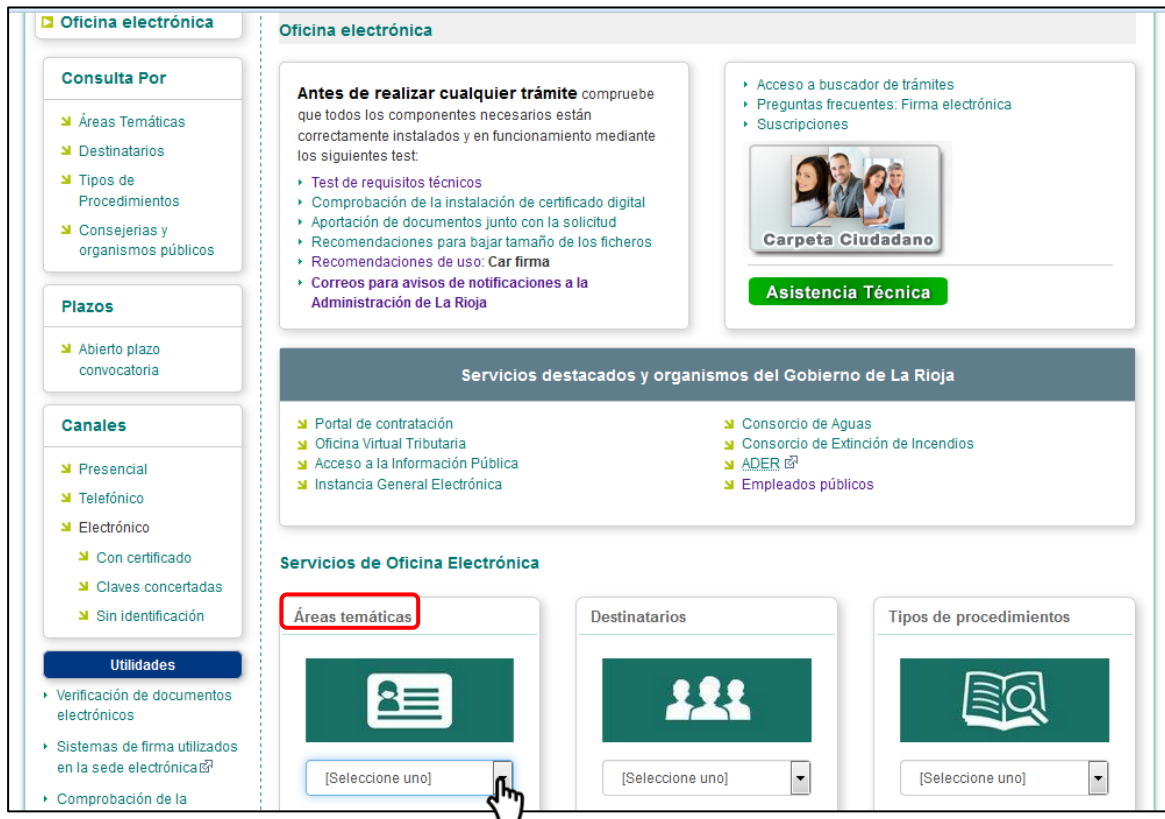 Oficina electrónica
Consulta Por
Áreas Temáticas
Destinatarios
Tipos de
Procedimientos
Consejerias y
organismos públicos
Plazos
Abierto plazo
convocatoria
Canales
Presencial
Telefónico
Electrónico
Con certificado
Claves concertadas
Sin identificación
Utilidades
Verificación de documentos
electrónicos
Sistemas de firma utilizados
en la sede electrónica
Comprobación de la
Oficina electrónica
Antes de realizar cualquier trámite compruebe
que todos los componentes necesarios están
correctamente instalados y en funcionamiento mediante
los siguientes test:
Test de requisitos técnicos
Comprobación de la instalación de certificado digital
Aportación de documentos junto con la solicitud
Recomendaciones para bajar tamaño de los ficheros
Recomendaciones de uso: Car firma
Correos para avisos de notificaciones a la
Administración de La Rioja
Acceso a buscador de trámites
Preguntas frecuentes: Firma electrónica
Suscripciones
Carpeta Ciudadano
Asistencia Técnica
Servicios destacados y organismos del Gobierno de La Rioja
Portal de contratación
Oficina Virtual Tributaria
Acceso a la Información Pública
Instancia General Electrónica
Consorcio de Aguas
Consorcio de Extinción de Incendios
ADER
Empleados públicos
Servicios de Oficina Electrónica
Áreas temáticas
[Seleccione uno]
Destinatarios
[Seleccione uno]
Tipos de procedimientos
[Seleccione uno]